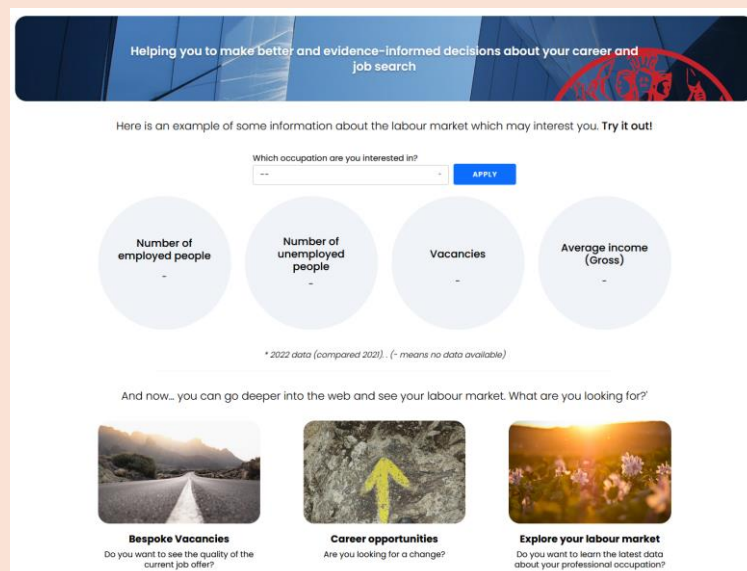 Helping you to make better and evidence-informed decisions about your career and
job search
Here is an example of some information about the labour market which may interest you. Try it out!
Which occupation are you interested in?
--
APPLY
Number of
employed people
-
Number of
unemployed
people
-
Vacancies
-
Average income
(Gross)
-
* 2022 data (compared 2021). . (- means no data available)
And now... you can go deeper into the web and see your labour market. What are you looking for?'
Bespoke Vacancies
Do you want to see the quality of the
current job offer?
Career opportunities
Are you looking for a change?
Explore your labour market
Do you want to learn the latest data
about your professional occupation?